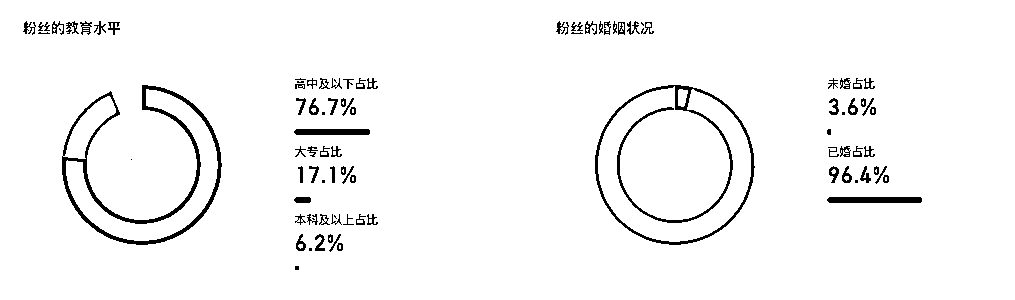 粉丝的教育水平
高中及以下占比
76.7%
大专占比
17.1%
本科及以上占比
6.2%
粉丝的婚姻状况
未婚占比
3.6%
已婚占比
96.4%